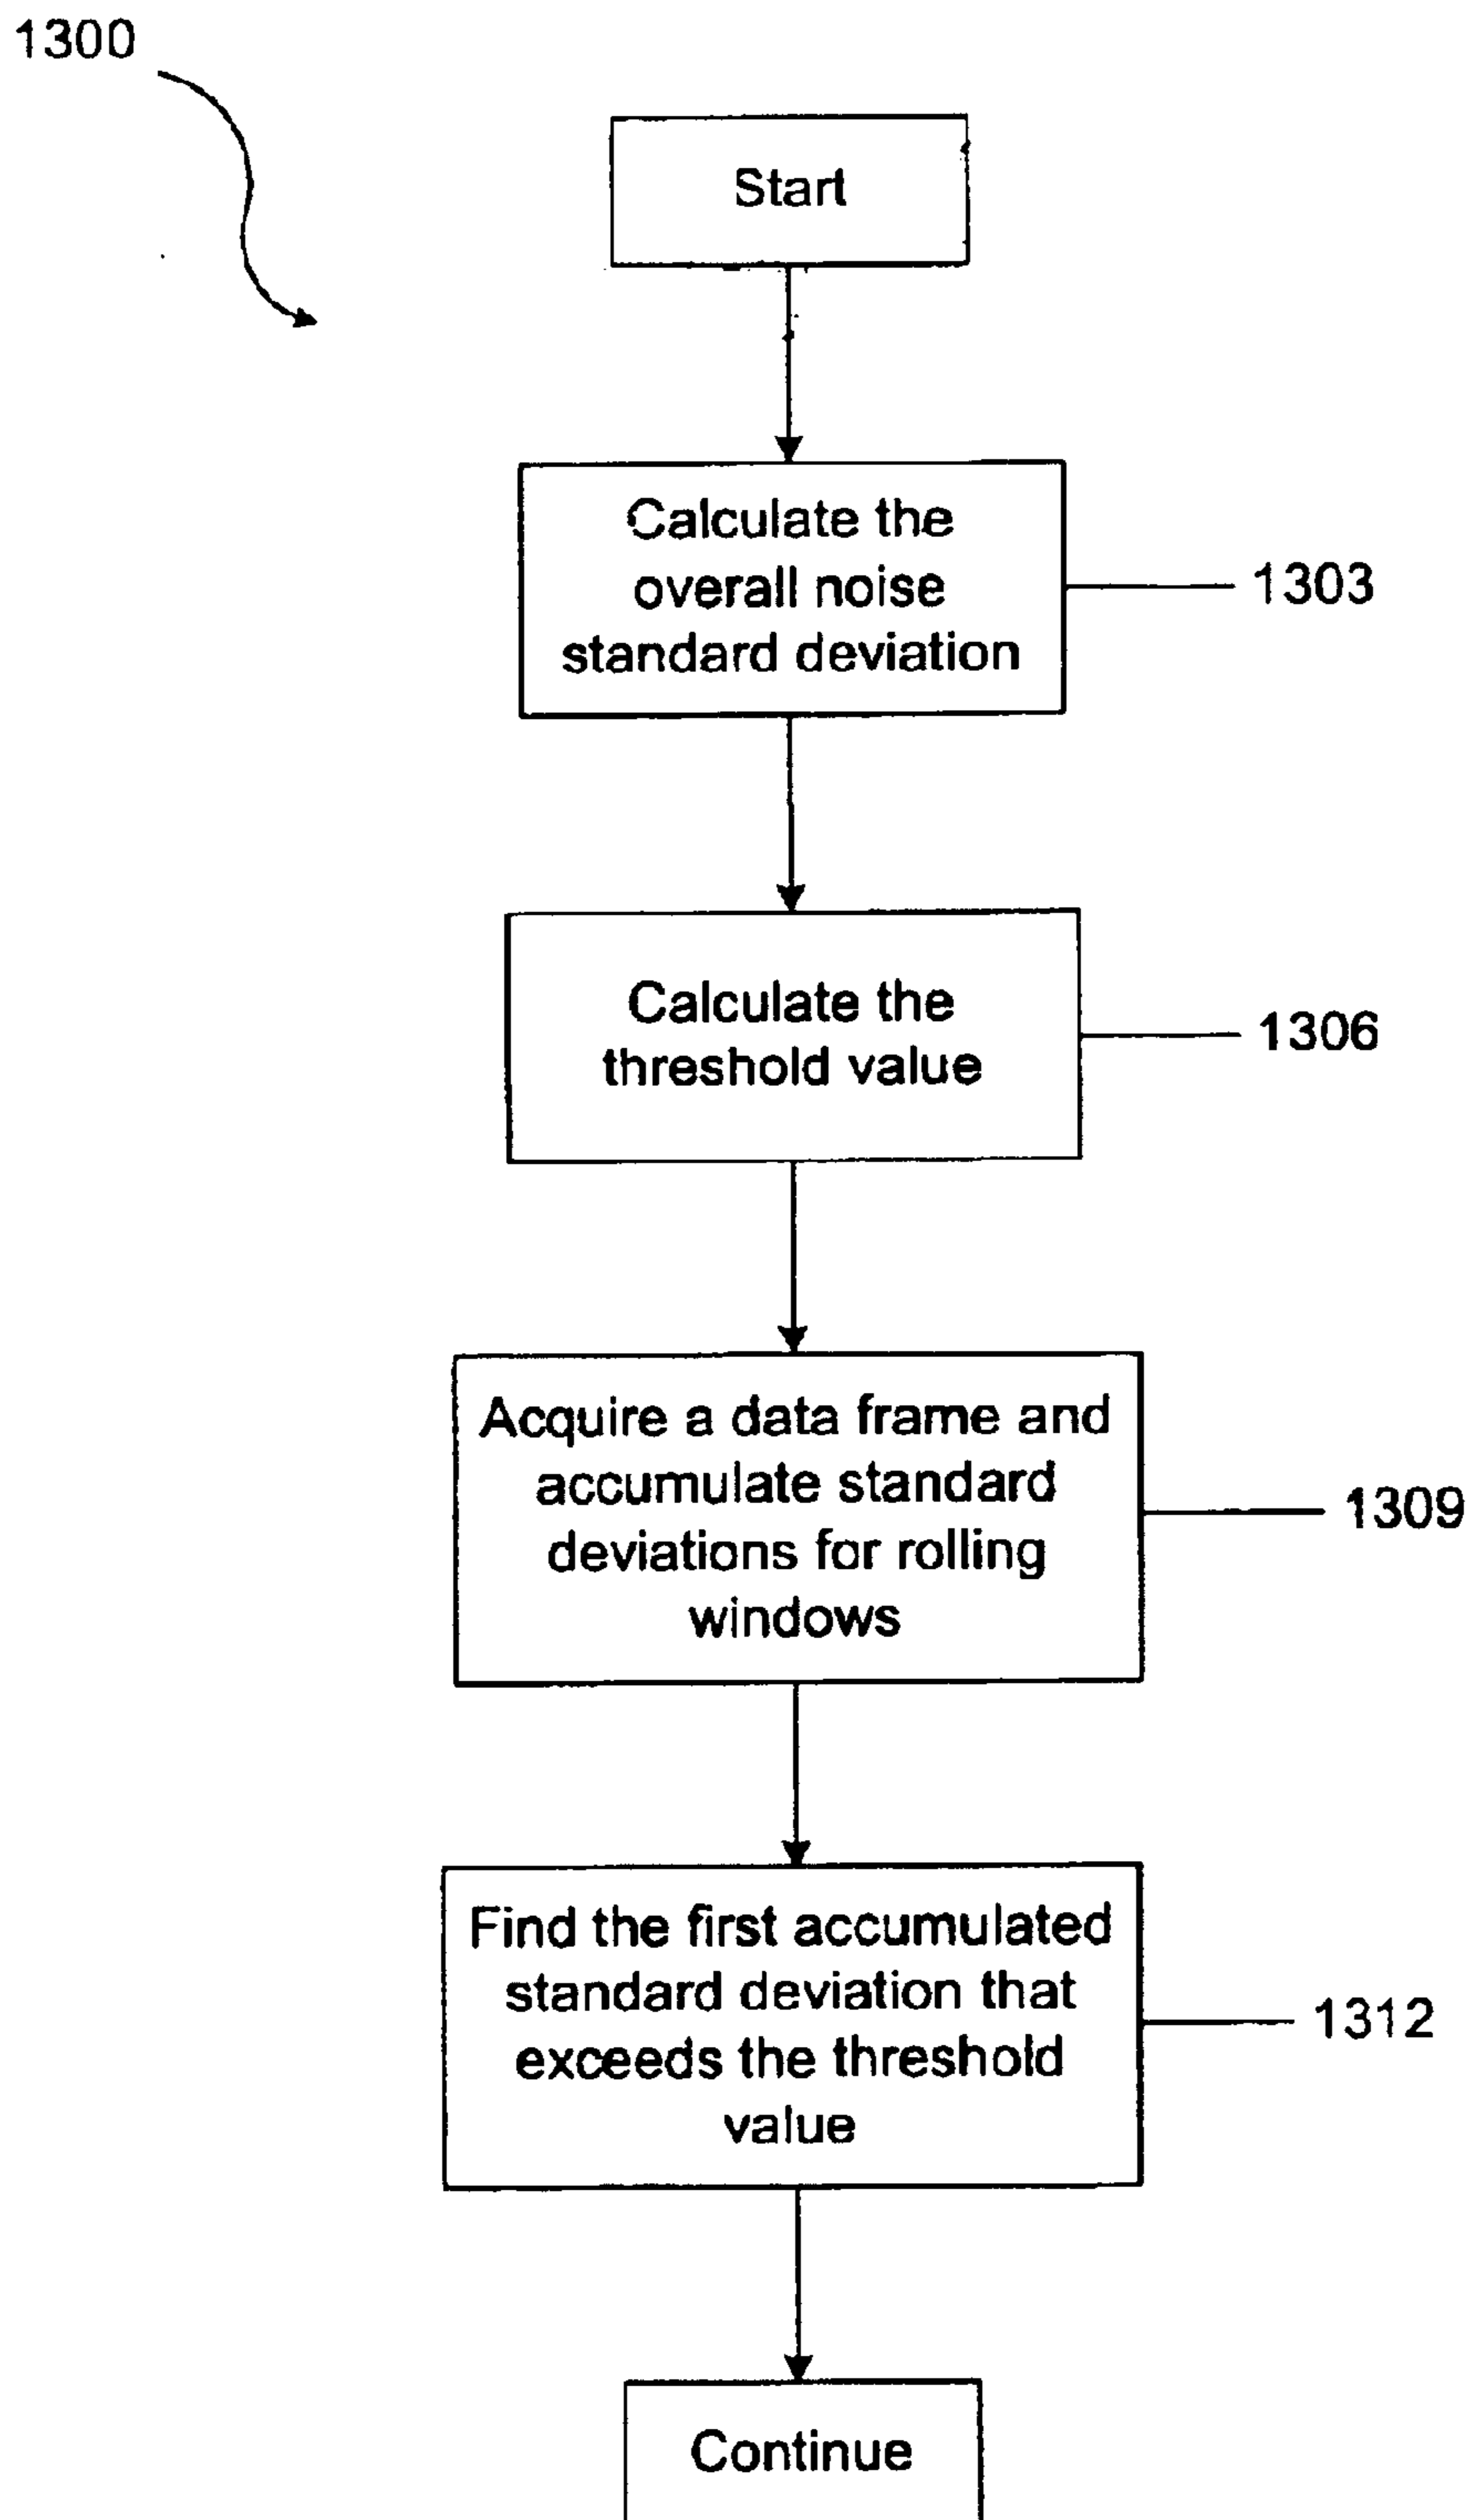 1300
Start
Calculate the
overall noise
standard deviation
1303
Calculate the
threshold value
1306
Acquire a data frame and
accumulate standard
deviations for rolling
windows
1309
Find the first accumulated
standard deviation that
exceeds the threshold
value
1312
Continue